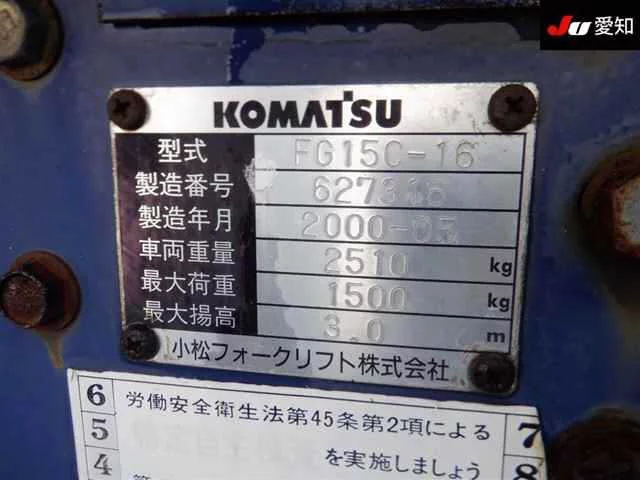 JU 愛知
KOMATSU
型式 FG15C-16
製造番号
製造年月
車両重量 2510 kg
最大荷重 1500 kg
最大揚高 3.0 m
小松フォークリフト株式会社
6 労働安全衛生法第45条第2項による 7
5 を実施しましょう 8
4